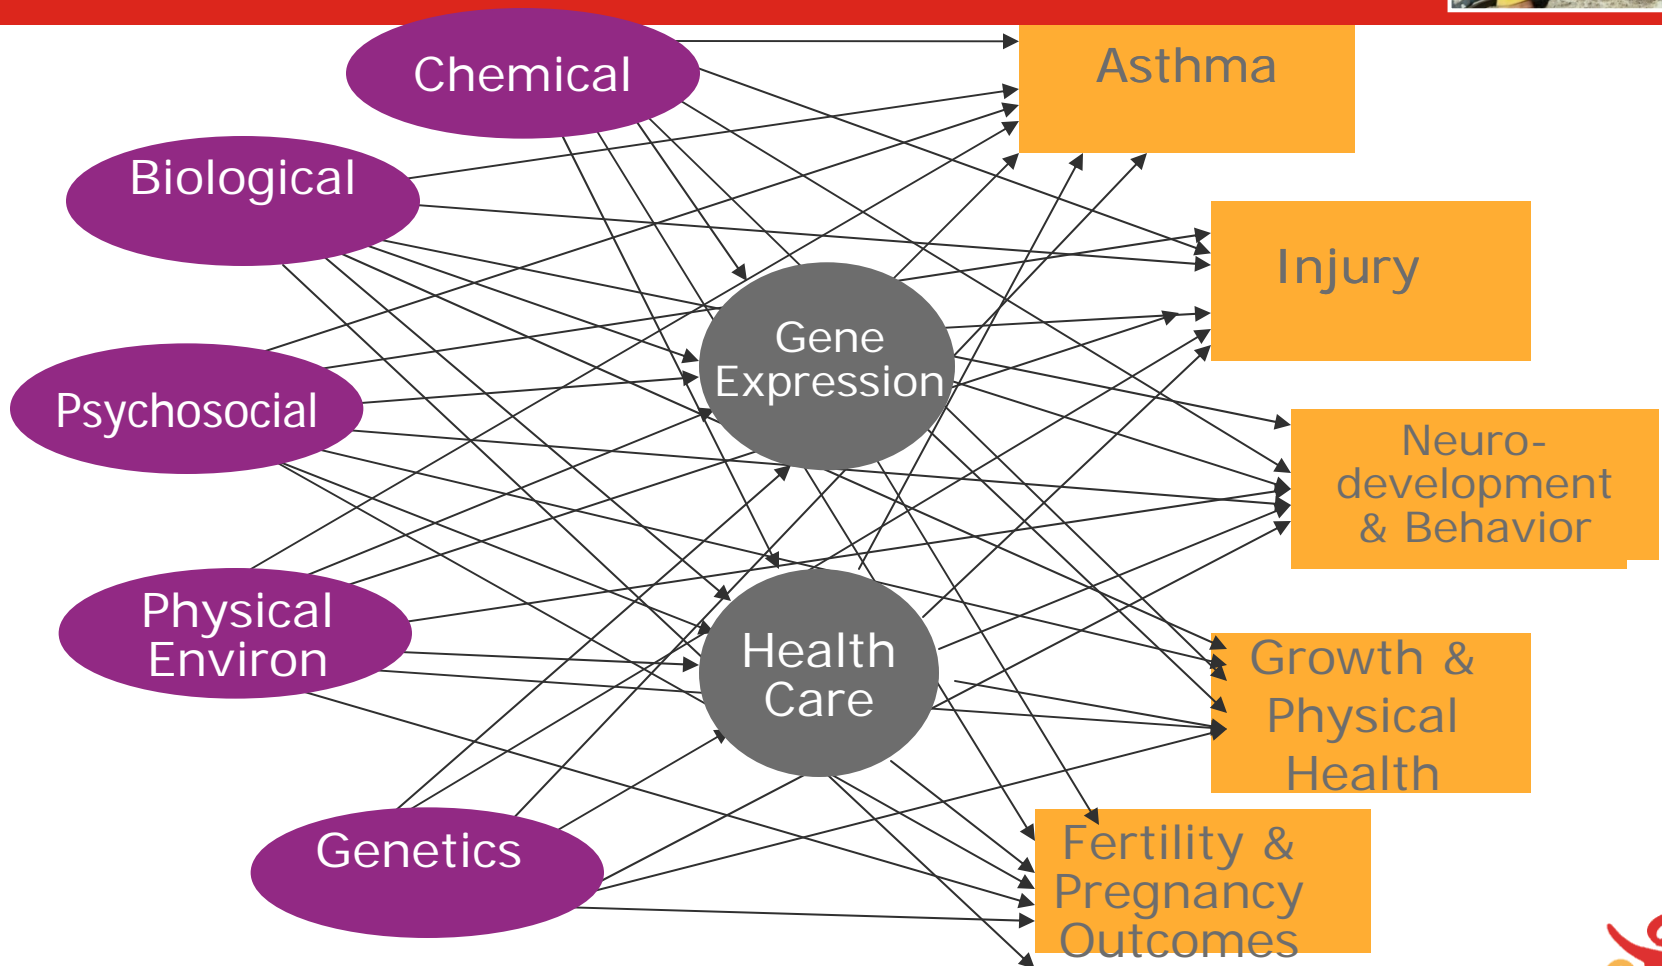 Chemical
Biological
Psychosocial
Physical
Environ
Genetics
Gene
Expression
Health
Care
Asthma
Injury
Neuro-
development
& Behavior
Growth &
Physical
Health
Fertility &
Pregnancy
Outcomes